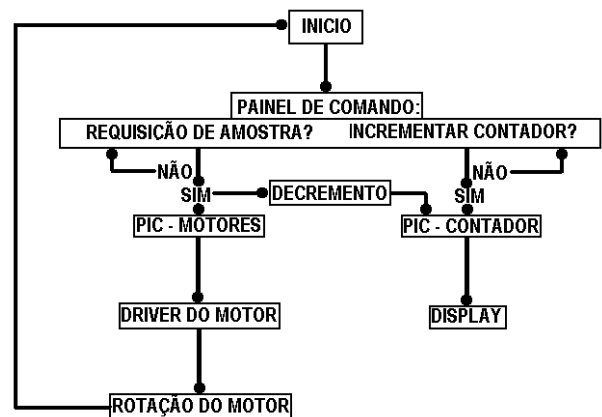 INICIO
PAINEL DE COMANDO:
REQUISIÇÃO DE AMOSTRA? INCREMENTAR CONTADOR?
NÃO NÃO
SIM DECREMENTO SIM
PIC - MOTORES PIC - CONTADOR
DRIVER DO MOTOR DISPLAY
ROTAÇÃO DO MOTOR